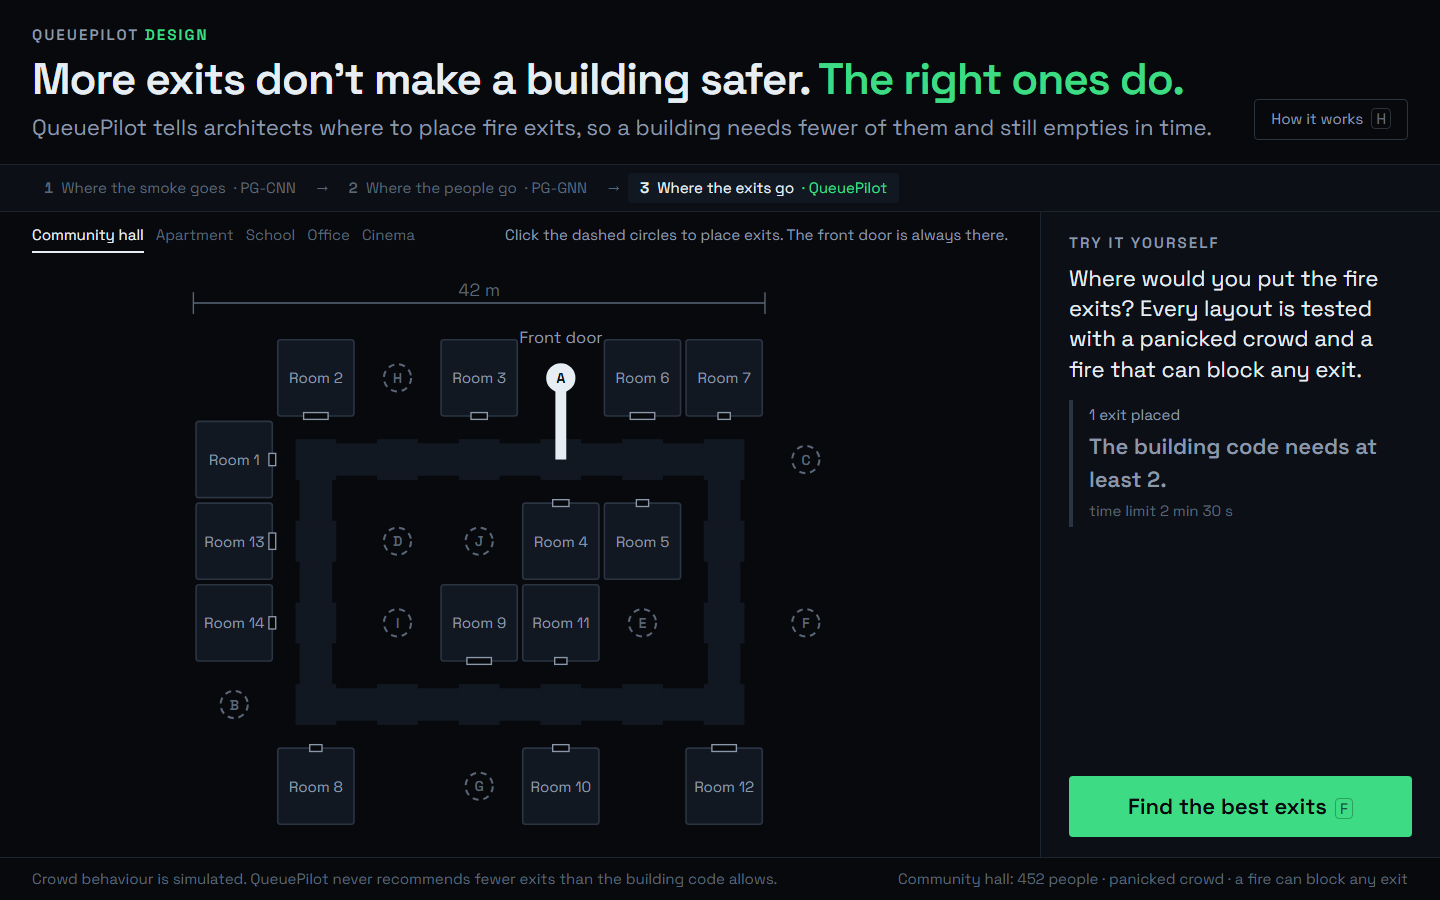 QUEUEPILOT DESIGN
More exits don’t make a building safer. The right ones do.
QueuePilot tells architects where to place fire exits, so a building needs fewer of them and still empties in time.
How it works H
1 Where the smoke goes · PG-CNN → 2 Where the people go · PG-GNN → 3 Where the exits go · QueuePilot
Community hall Apartment School Office Cinema
Click the dashed circles to place exits. The front door is always there.
42 m
Front door
Room 2 H Room 3 A Room 6 Room 7
Room 1 C
Room 13 D J Room 4 Room 5
Room 14 I Room 9 Room 11 E F
B
Room 8 G Room 10 Room 12
TRY IT YOURSELF
Where would you put the fire
exits? Every layout is tested
with a panicked crowd and a
fire that can block any exit.
1 exit placed
The building code needs at
least 2.
time limit 2 min 30 s
Find the best exits F
Crowd behaviour is simulated. QueuePilot never recommends fewer exits than the building code allows.
Community hall: 452 people · panicked crowd · a fire can block any exit